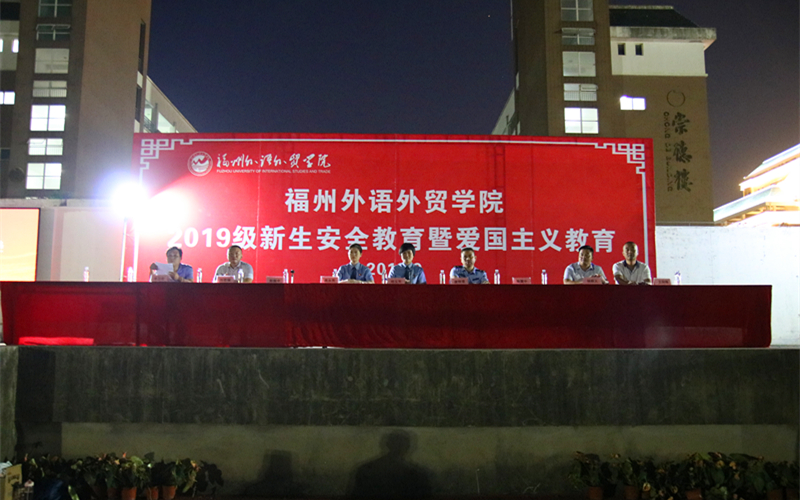 福州外语外贸学院
FUZHOU UNIVERSITY OF INTERNATIONAL STUDIES AND TRADE
福州外语外贸学院
2019级新生安全教育暨爱国主义教育
崇德楼